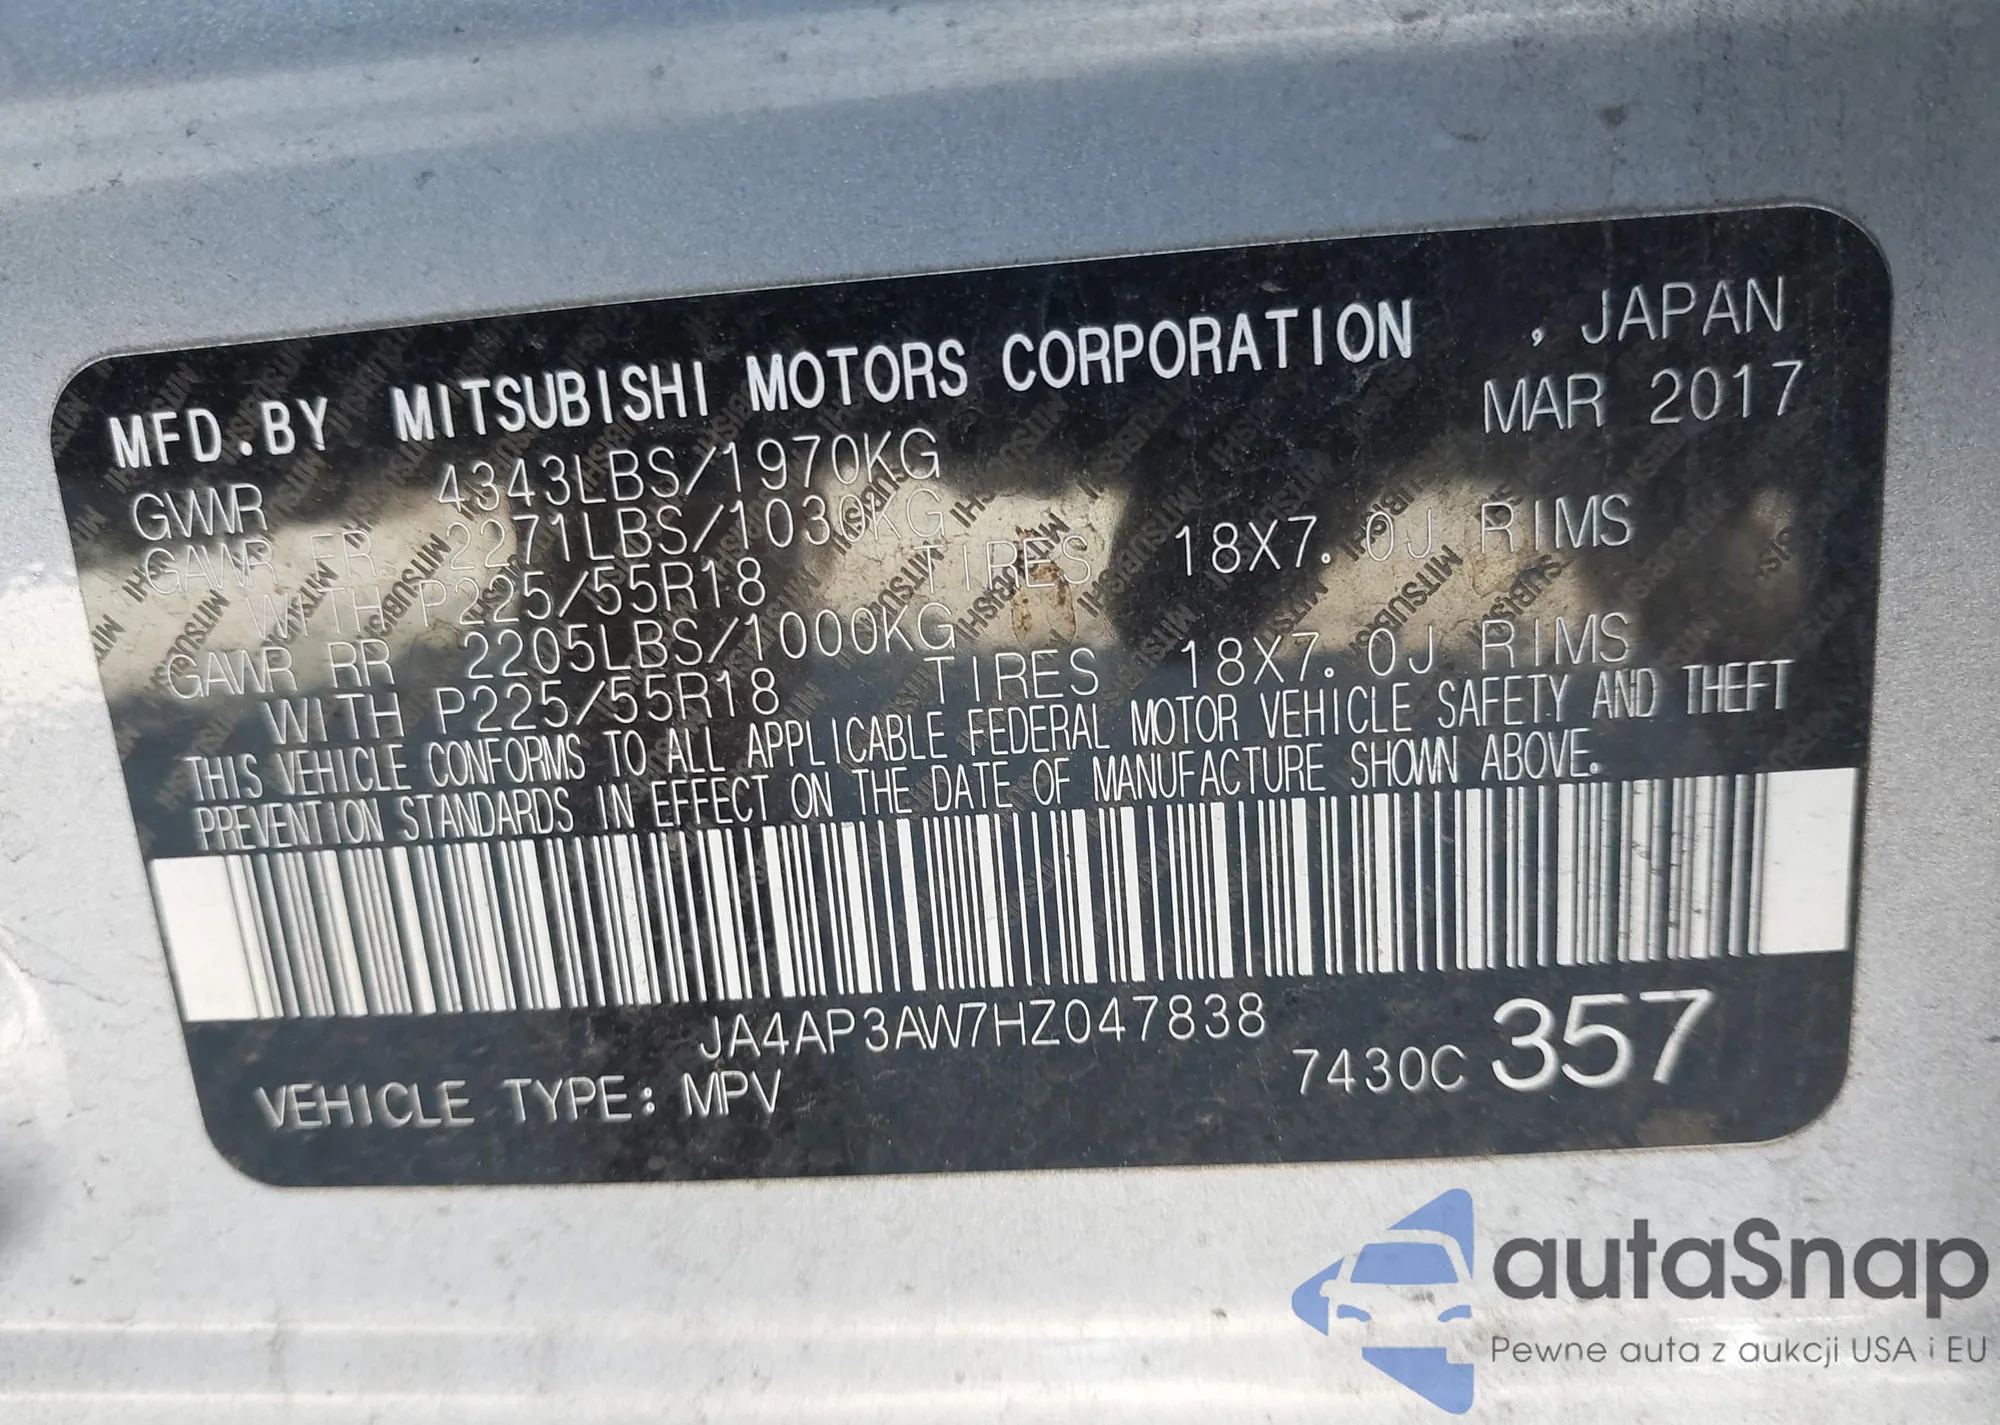 MFD.BY MITSUBISHI MOTORS CORPORATION , JAPAN
MAR 2017
GVWR 4343LBS/1970KG
GAWR FR 2271LBS/1030KG
WITH P225/55R18 TIRES 18X7.0J RIMS
GAWR RR 2205LBS/1000KG
WITH P225/55R18 TIRES 18X7.0J RIMS
THIS VEHICLE CONFORMS TO ALL APPLICABLE FEDERAL MOTOR VEHICLE SAFETY AND THEFT
PREVENTION STANDARDS IN EFFECT ON THE DATE OF MANUFACTURE SHOWN ABOVE.
JA4AP3AW7HZ047838
VEHICLE TYPE: MPV 7430C 357
autaSnap
Pewne auta z aukcji USA i EU